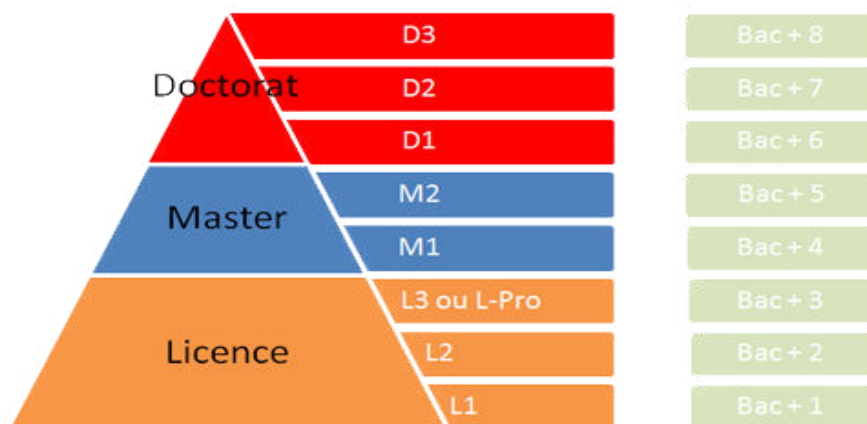 D3 Bac + 8
Doctorat D2 Bac + 7
D1 Bac + 6
M2 Bac + 5
Master
M1 Bac + 4
L3 ou L-Pro Bac + 3
Licence L2 Bac + 2
L1 Bac + 1